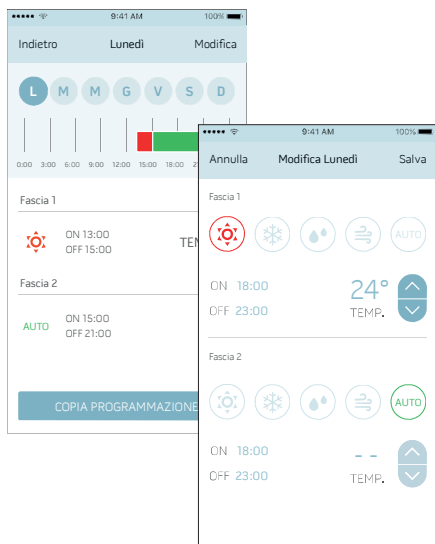 9:41 AM 100%
Indietro Lunedì Modifica
L M M G V S D
0:00 3:00 6:00 9:00 12:00 15:00 18:00
Fascia 1
ON 13:00
OFF 15:00
Fascia 2
AUTO
ON 15:00
OFF 21:00
COPIA PROGRAMMAZIONE
9:41 AM 100%
Annulla Modifica Lunedì Salva
Fascia 1
AUTO
ON 18:00
OFF 23:00
24°
TEMP.
Fascia 2
AUTO
ON 18:00
OFF 23:00
- -
TEMP.